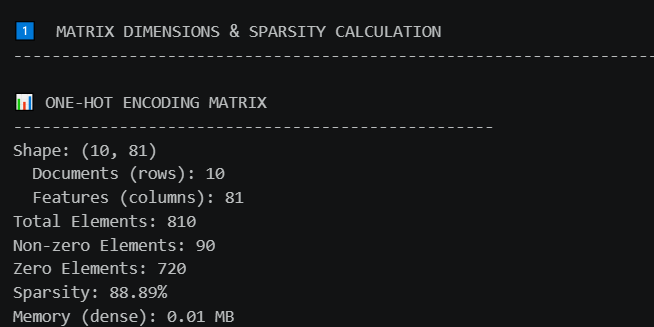 1️⃣ MATRIX DIMENSIONS & SPARSITY CALCULATION
----------------------------------------------------------------------
📊 ONE-HOT ENCODING MATRIX
--------------------------------------------------
Shape: (10, 81)
  Documents (rows): 10
  Features (columns): 81
Total Elements: 810
Non-zero Elements: 90
Zero Elements: 720
Sparsity: 88.89%
Memory (dense): 0.01 MB